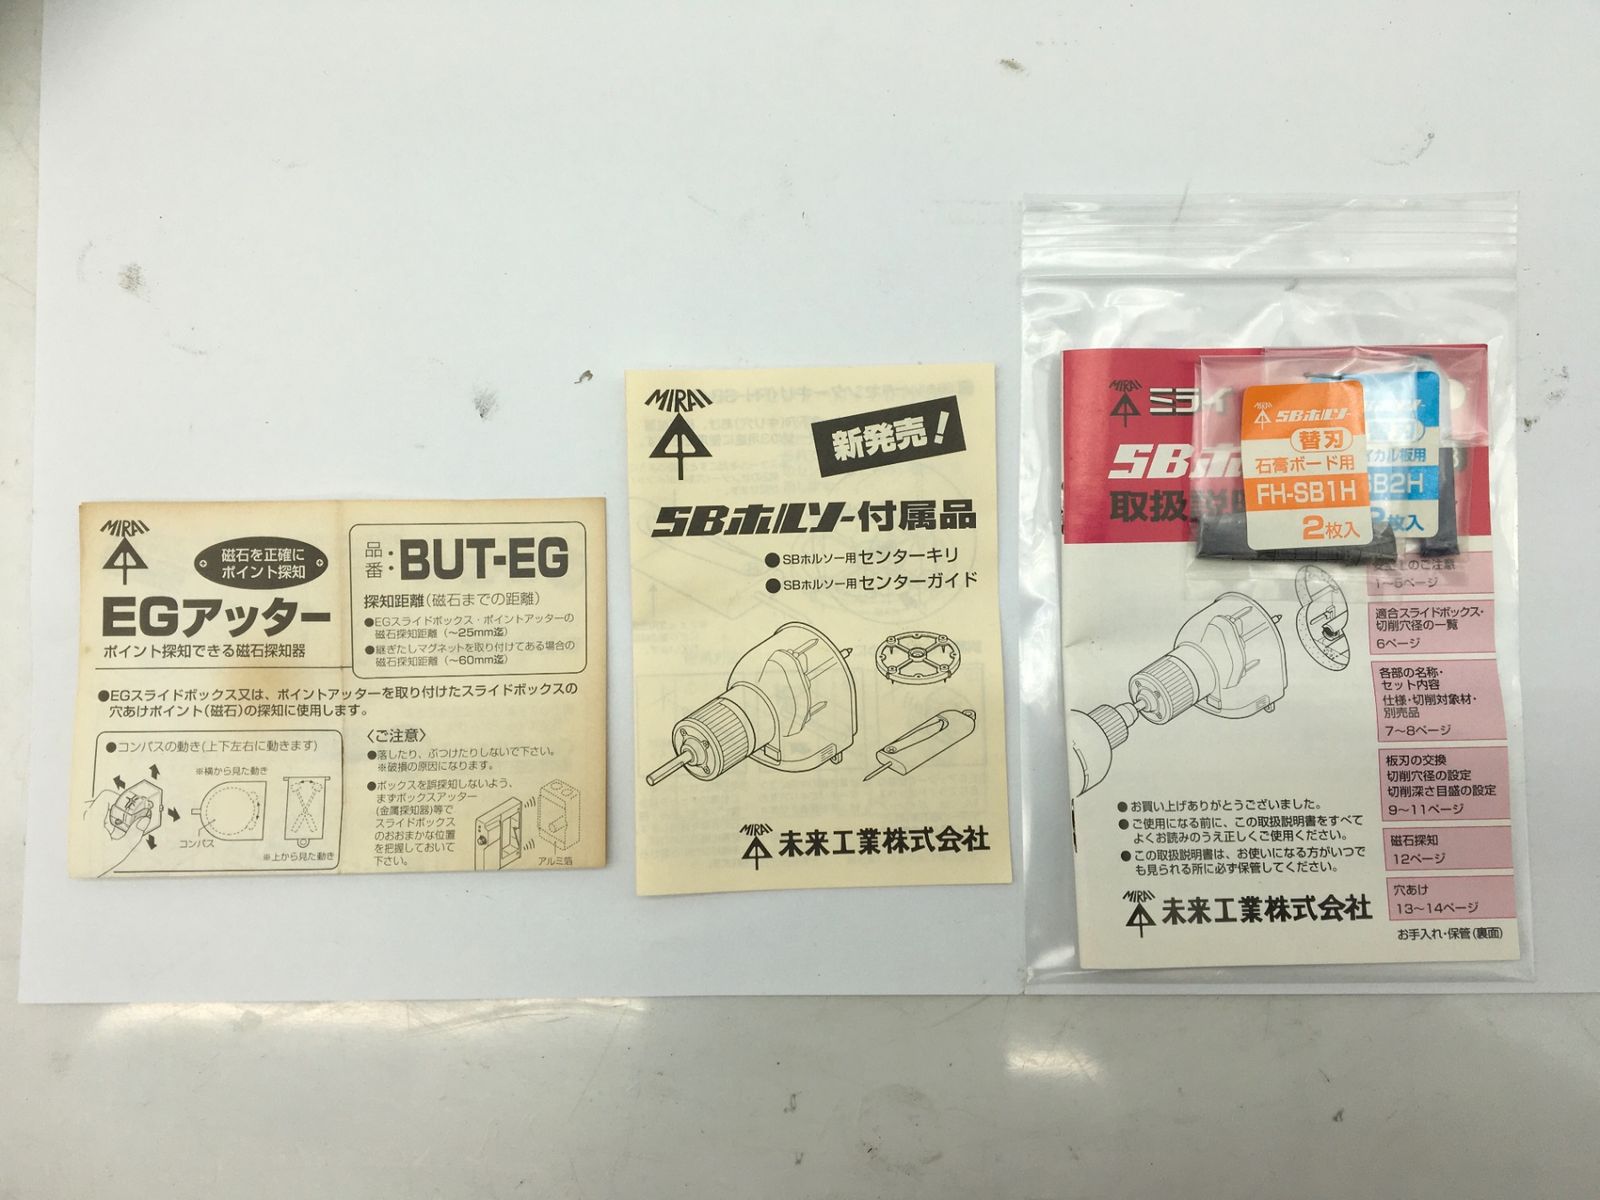 MIRAI
磁石を正確に
ポイント探知
EGアッター
ポイント探知できる磁石探知器
品番：BUT-EG
探知距離(磁石までの距離)
●EGスライドボックス・ポイントアッターの
磁石探知距離（〜25mm迄）
●継ぎたしマグネットを取り付けてある場合の
磁石探知距離（〜60mm迄）
●EGスライドボックス又は、ポイントアッターを取り付けたスライドボックスの
穴あけポイント(磁石)の探知に使用します。
●コンパスの動き(上下左右に動きます)
※横から見た動き
コンパス
※上から見た動き
〈ご注意〉
●落したり、ぶつけたりしないで下さい。
※破損の原因になります。
●ボックスを誤探知しないよう、
まずボックスアッター
(金属探知器)等で
スライドボックス
のおおまかな位置
を把握しておいて
下さい。
アルミ箔
MIRAI
新発売！
SBホルソー付属品
●SBホルソー用センターキリ
●SBホルソー用センターガイド
MIRAI 未来工業株式会社
MIRAI ミライ
SBホ
取扱説明
MIRAI SBホルソー
替刃
石膏ボード用
FH-SB1H
2枚入
カル板用
B2H
2枚入
1〜5ページ
適合スライドボックス・
切削穴径の一覧
6ページ
各部の名称・
セット内容
仕様・切削対象材・
別売品
7〜8ページ
板刃の交換
切削穴径の設定
切削深さ目盛の設定
9〜11ページ
磁石探知
12ページ
穴あけ
13〜14ページ
お手入れ・保管(裏面)
●お買い上げありがとうございました。
●ご使用になる前に、この取扱説明書をすべて
よくお読みのうえ正しくご使用ください。
●この取扱説明書は、お使いになる方がいつで
も見られる所に必ず保管してください。
MIRAI 未来工業株式会社